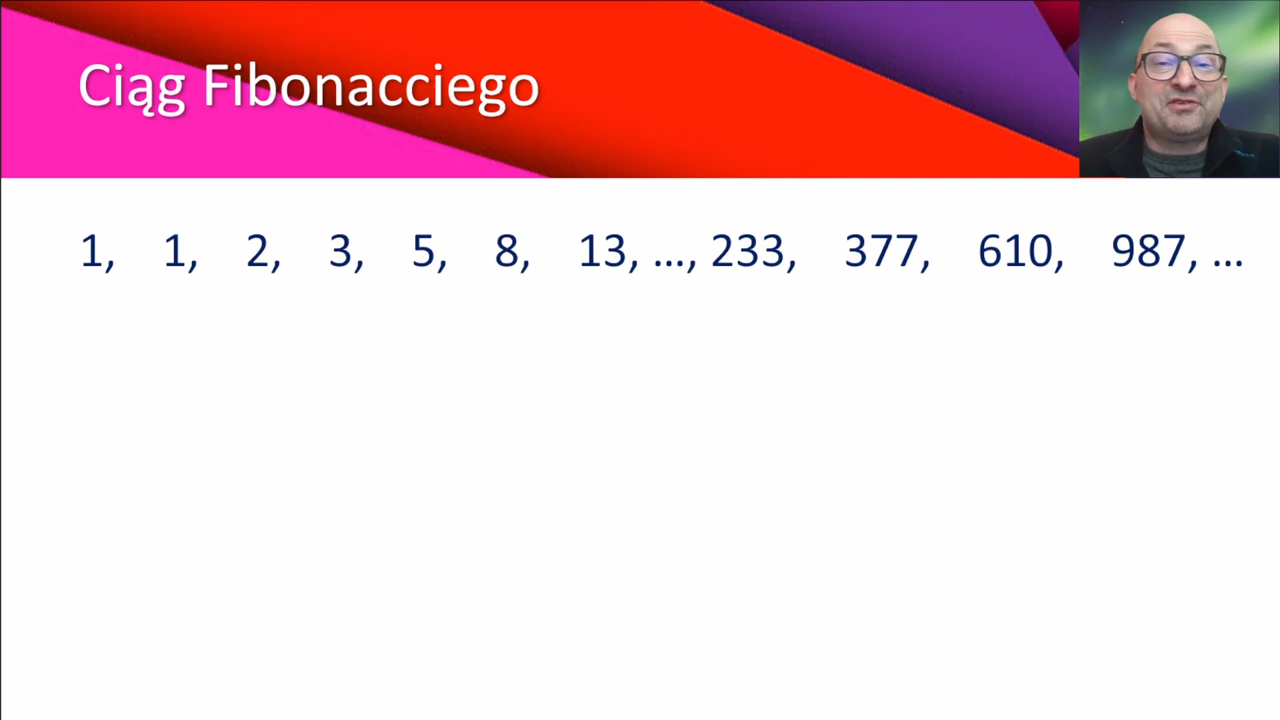 Ciąg Fibonacciego
1, 1, 2, 3, 5, 8, 13, ..., 233, 377, 610, 987, ...